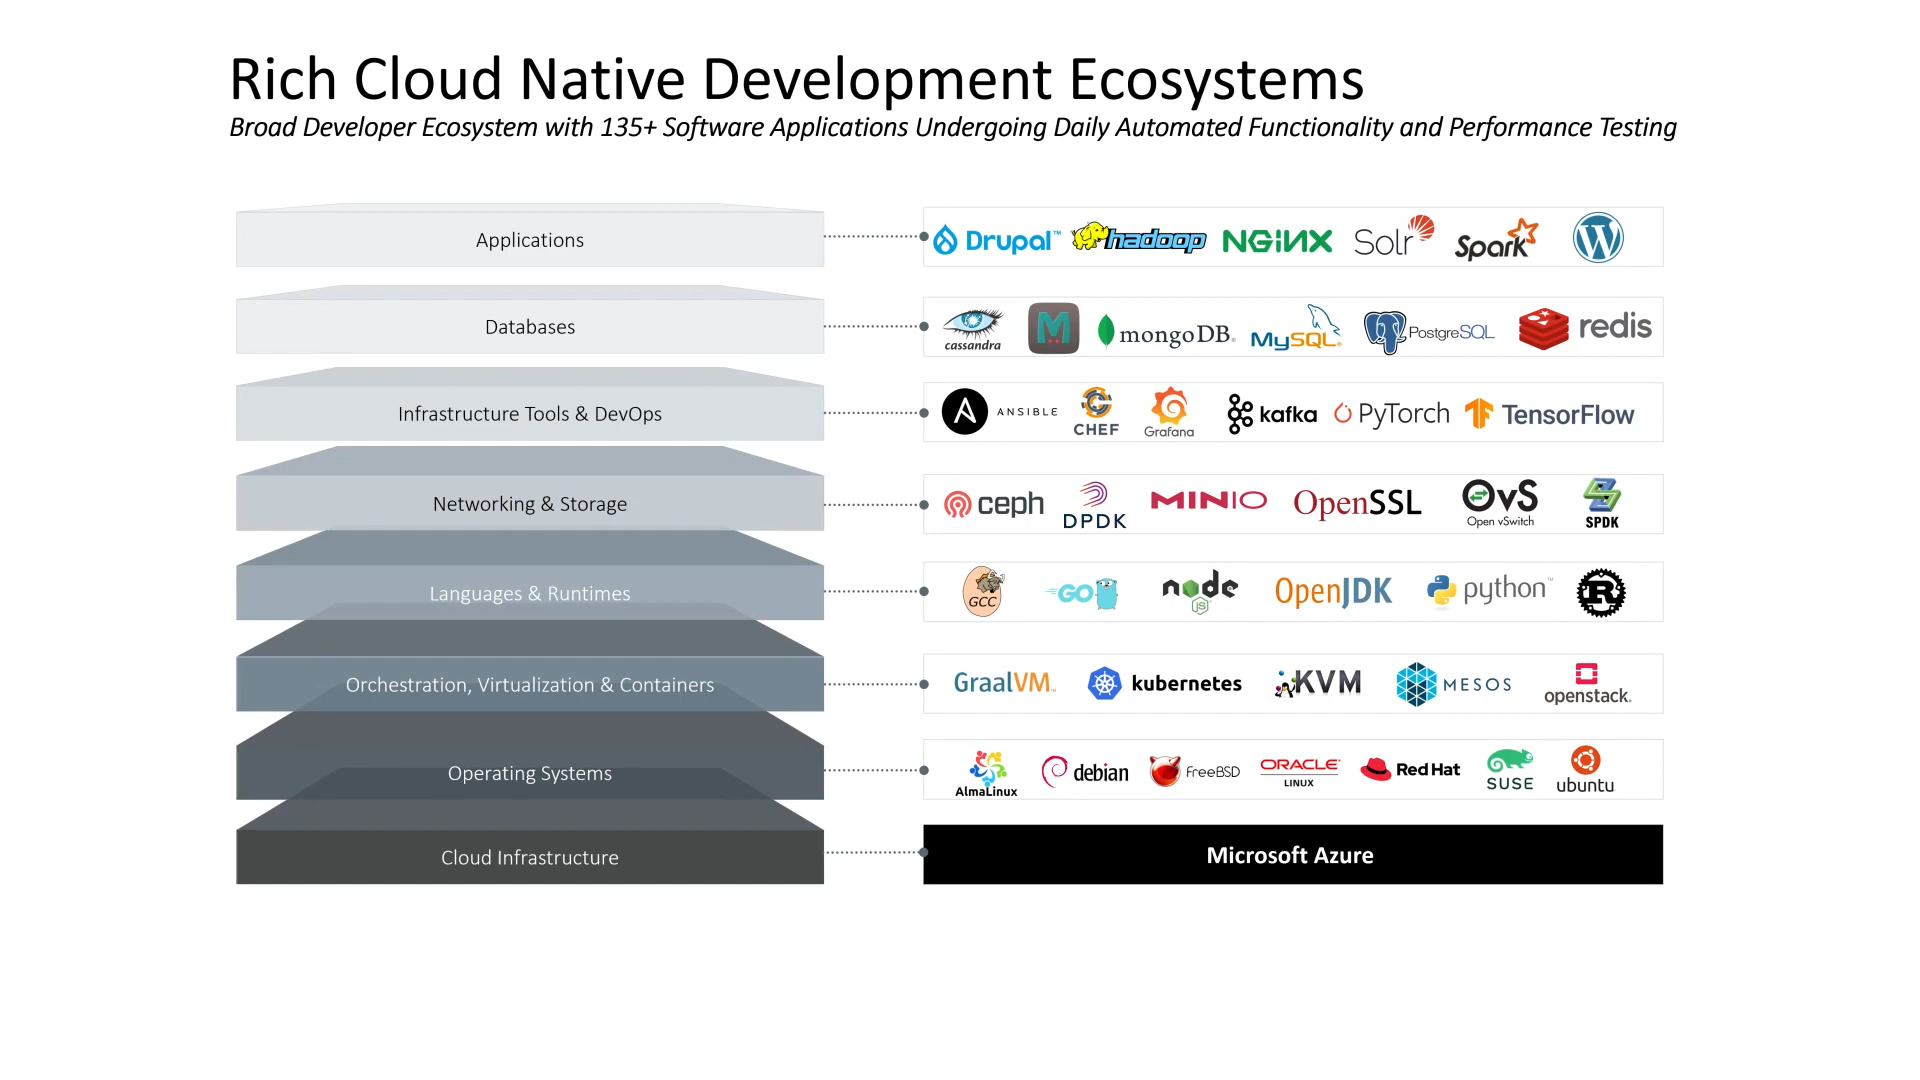 Rich Cloud Native Development Ecosystems
Broad Developer Ecosystem with 135+ Software Applications Undergoing Daily Automated Functionality and Performance Testing
Applications
Drupal™ hadoop NGINX Solr Spark W
Databases
cassandra M mongoDB. MySQL. PostgreSQL redis
Infrastructure Tools & DevOps
A ANSIBLE CHEF Grafana kafka PyTorch TensorFlow
Networking & Storage
ceph DPDK MINIO OpenSSL OvS Open vSwitch SPDK
Languages & Runtimes
GCC GO node JS OpenJDK python™ R
Orchestration, Virtualization & Containers
GraalVM™ kubernetes KVM MESOS openstack.
Operating Systems
AlmaLinux debian FreeBSD ORACLE LINUX Red Hat SUSE ubuntu
Cloud Infrastructure
Microsoft Azure